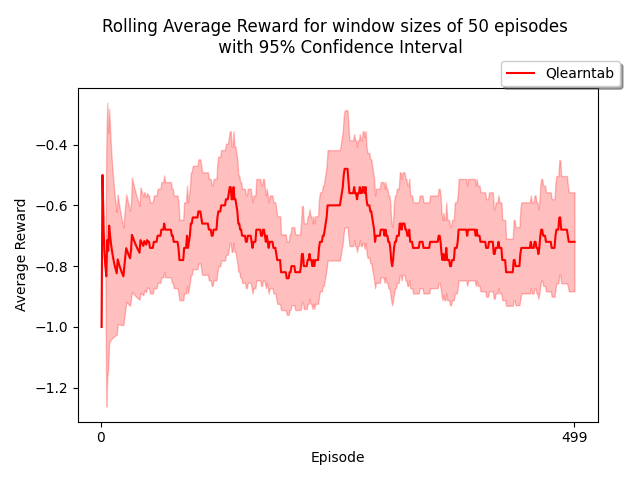 Rolling Average Reward for window sizes of 50 episodes
with 95% Confidence Interval
Qlearntab
Average Reward
−0.4
−0.6
−0.8
−1.0
−1.2
0
499
Episode